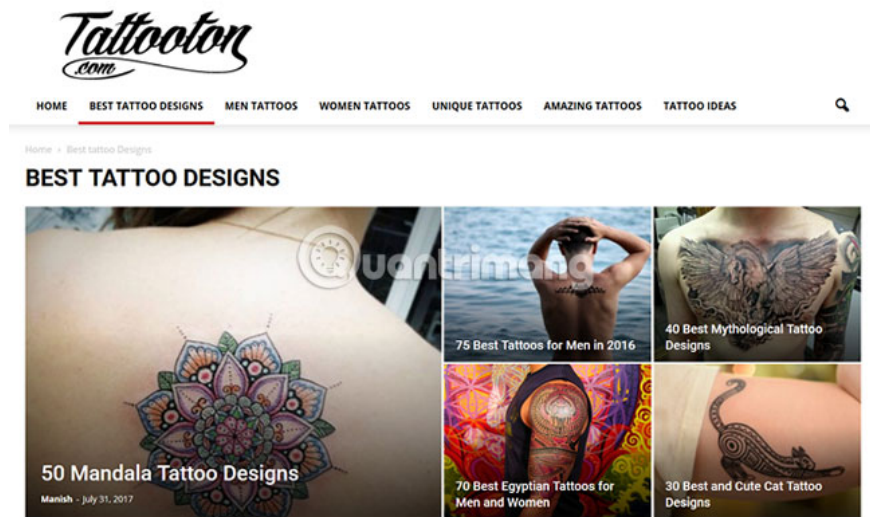 Tattooton
.com
HOME BEST TATTOO DESIGNS MEN TATTOOS WOMEN TATTOOS UNIQUE TATTOOS AMAZING TATTOOS TATTOO IDEAS
Home › Best tattoo Designs
BEST TATTOO DESIGNS
Quantrimang
50 Mandala Tattoo Designs
Manish - July 31, 2017
75 Best Tattoos for Men in 2016
40 Best Mythological Tattoo
Designs
70 Best Egyptian Tattoos for
Men and Women
30 Best and Cute Cat Tattoo
Designs